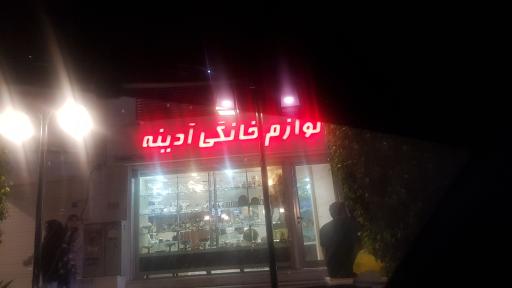 لوازم خانگی آدینه